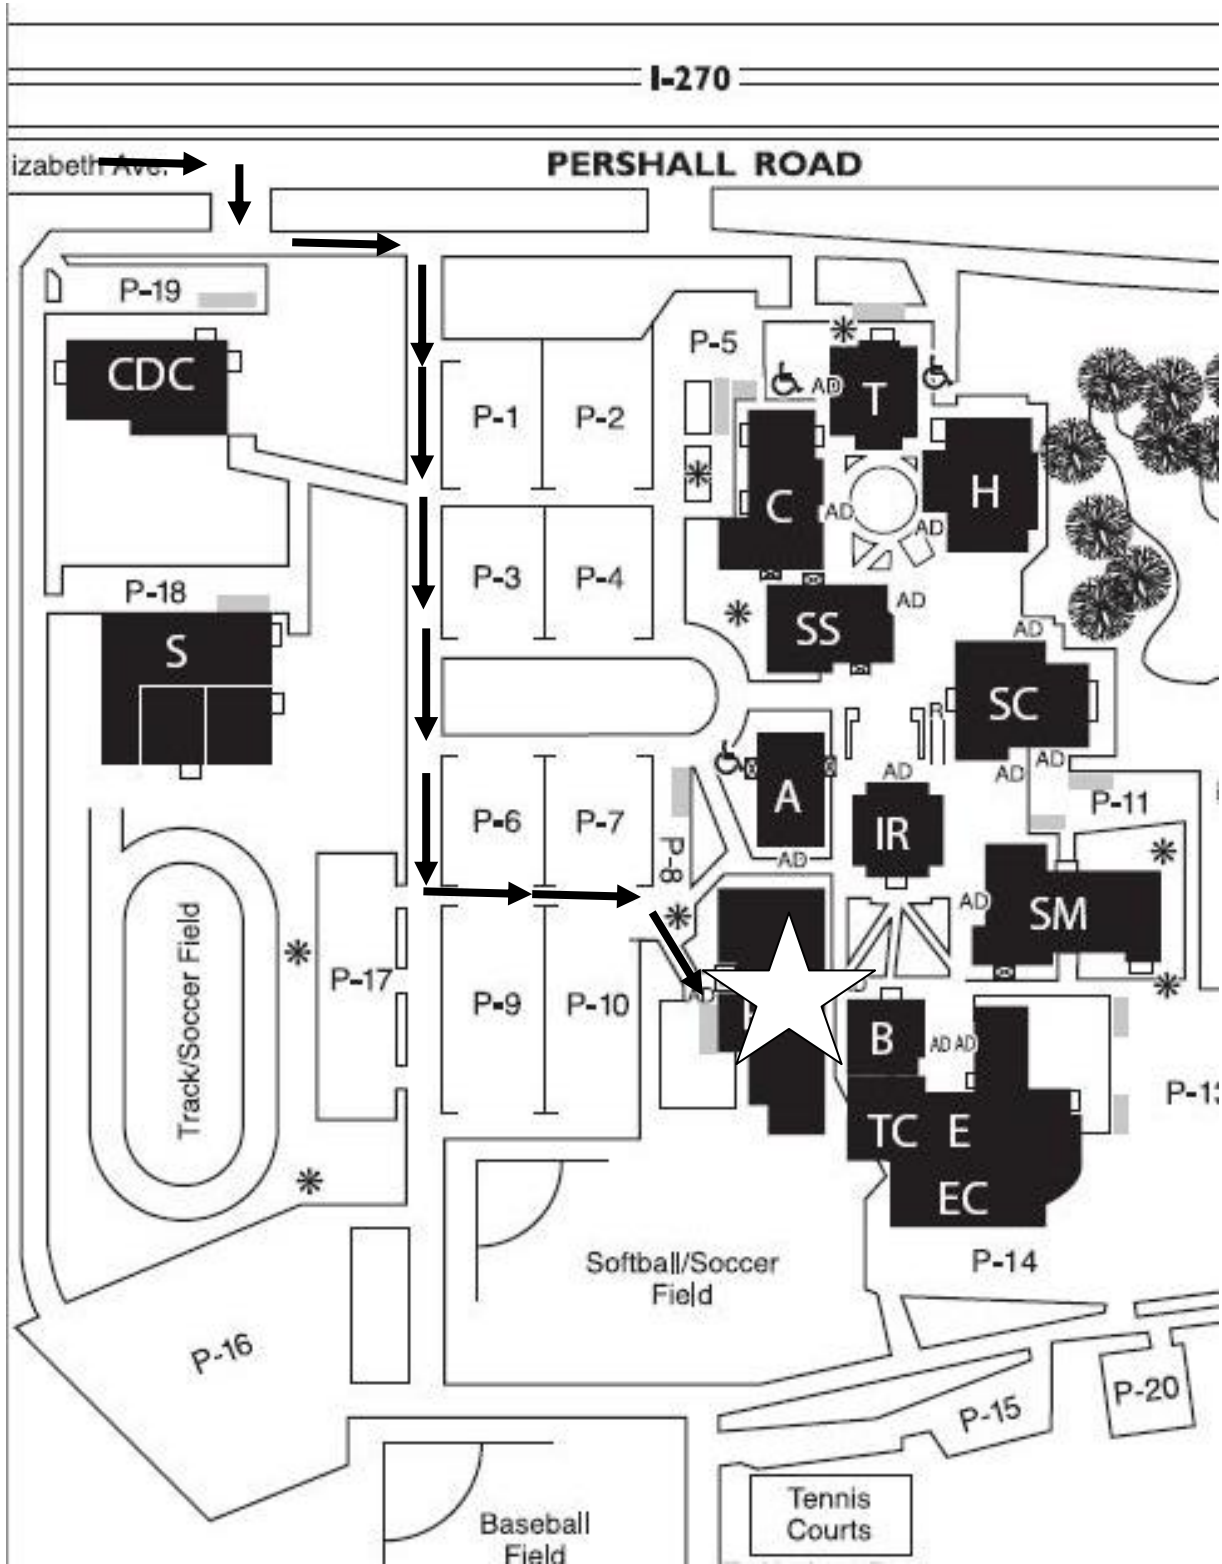 I-270
izabeth Ave.
PERSHALL ROAD
P-19
P-5
CDC
AD
T
P-1
P-2
C
AD
H
AD
P-3
P-4
P-18
AD
SS
AD
S
SC
R
AD
AD
AD
A
P-11
P-6
P-7
IR
P-8
AD
AD
SM
Track/Soccer Field
P-17
P-9
P-10
AD
B
AD AD
P-13
TC
E
EC
Softball/Soccer
Field
P-14
P-16
P-15
P-20
Tennis
Courts
Baseball
Field